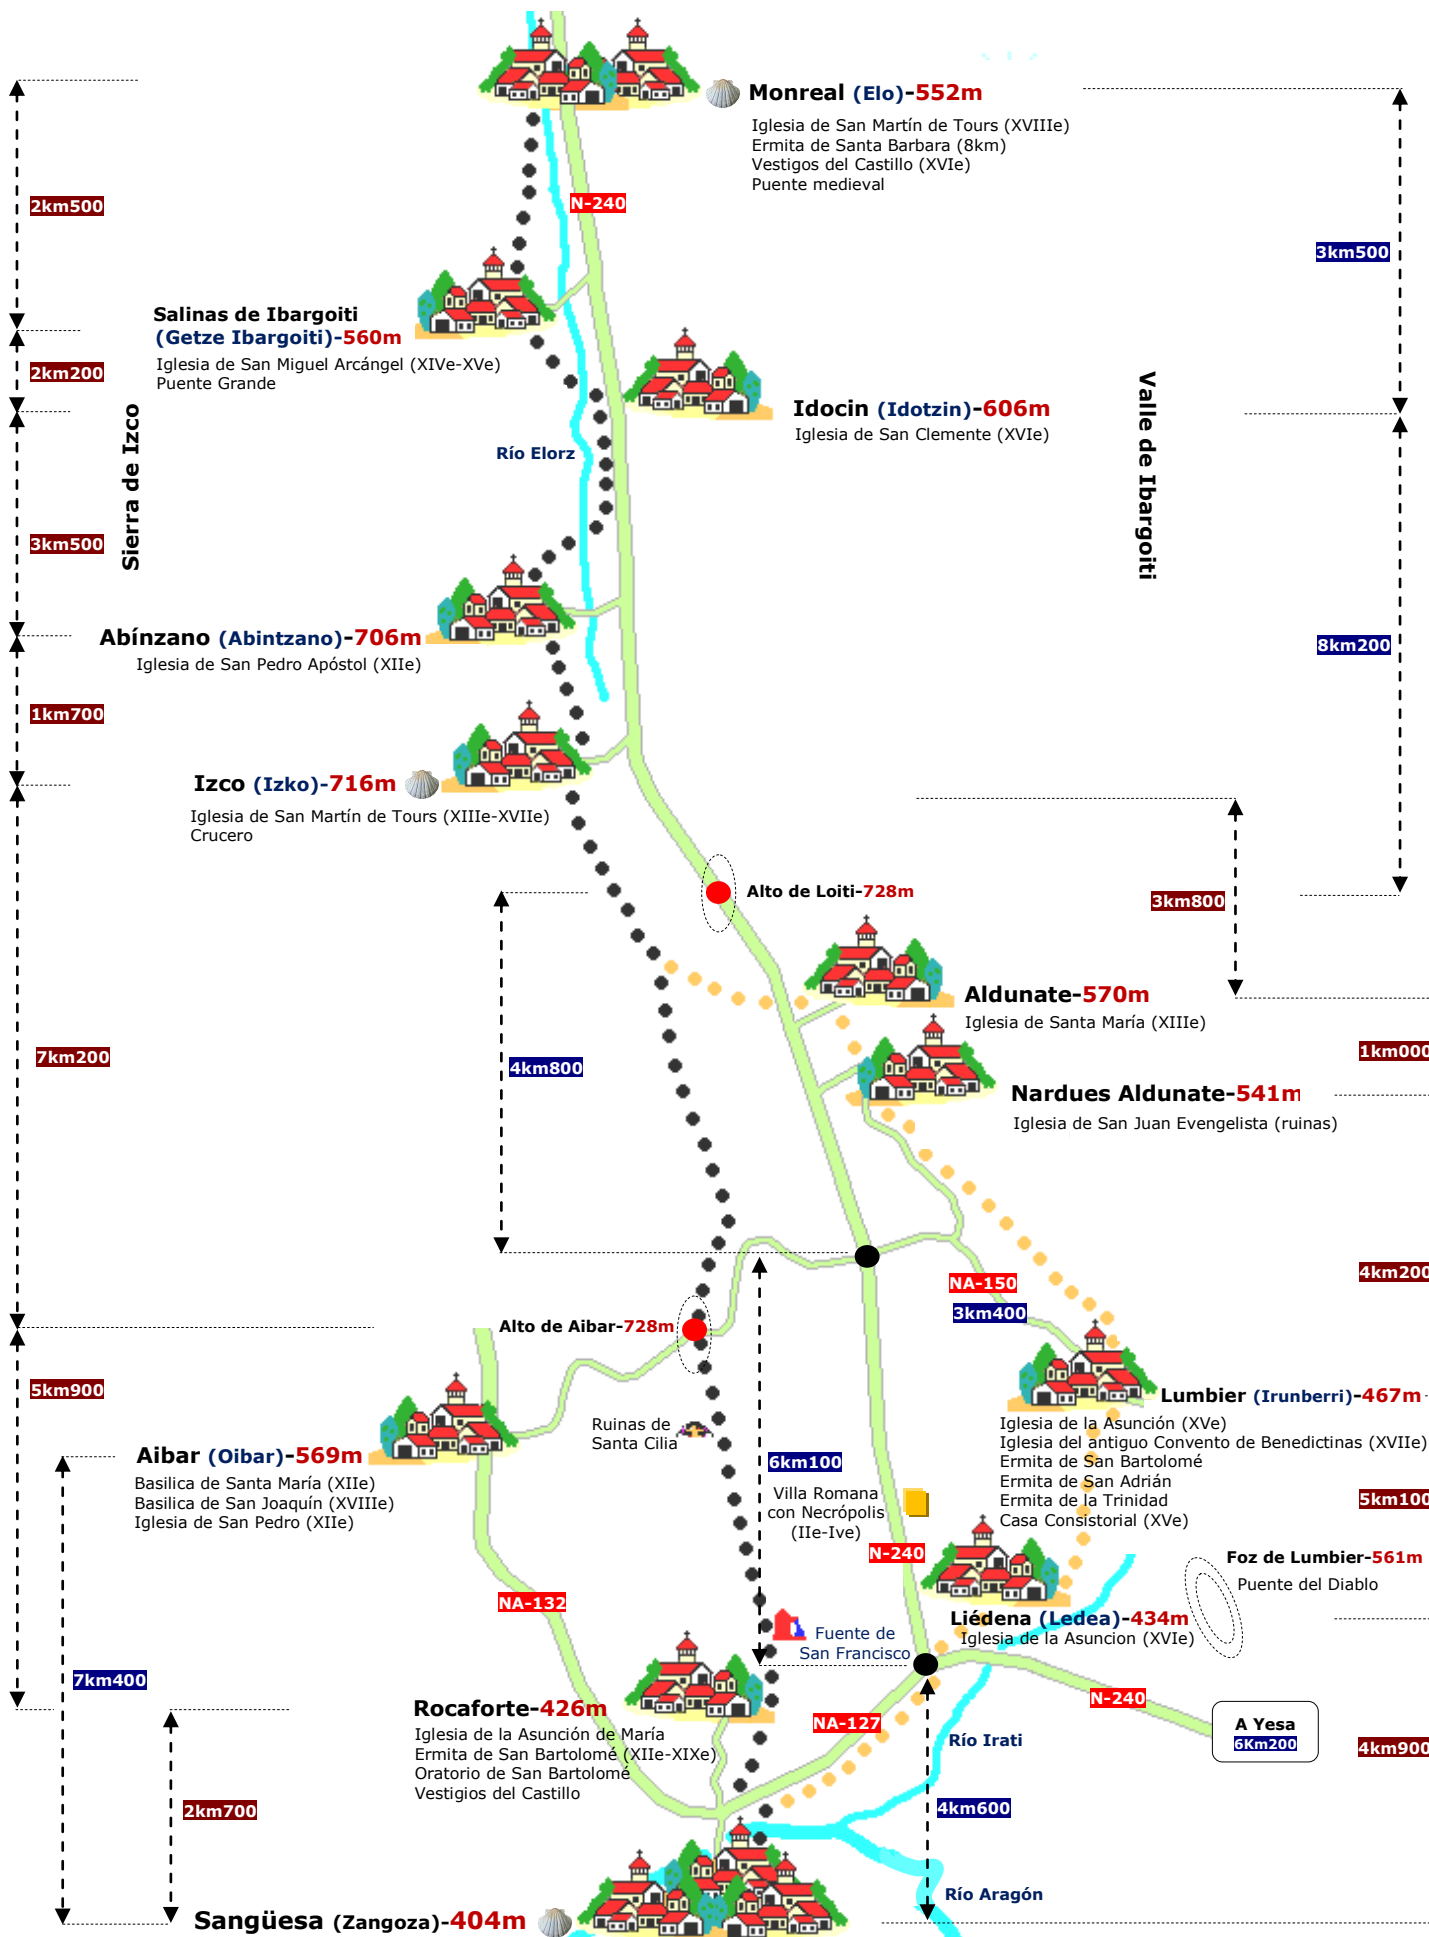 Monreal (Elo)-552m
Iglesia de San Martín de Tours (XVIIIe)
Ermita de Santa Barbara (8km)
Vestigos del Castillo (XVIe)
Puente medieval
2km500
N-240
3km500
Salinas de Ibargoiti
(Getze Ibargoiti)-560m
Iglesia de San Miguel Arcángel (XIVe-XVe)
Puente Grande
2km200
Sierra de Izco
Valle de Ibargoiti
Idocin (Idotzin)-606m
Iglesia de San Clemente (XVIe)
Río Elorz
3km500
Abínzano (Abintzano)-706m
Iglesia de San Pedro Apóstol (XIIe)
8km200
1km700
Izco (Izko)-716m
Iglesia de San Martín de Tours (XIIIe-XVIIe)
Crucero
Alto de Loiti-728m
3km800
Aldunate-570m
Iglesia de Santa María (XIIIe)
7km200
4km800
1km000
Nardues Aldunate-541m
Iglesia de San Juan Evengelista (ruinas)
NA-150
3km400
4km200
Alto de Aibar-728m
5km900
Lumbier (Irunberri)-467m
Iglesia de la Asunción (XVe)
Iglesia del antiguo Convento de Benedictinas (XVIIe)
Ermita de San Bartolomé
Ermita de San Adrián
Ermita de la Trinidad
Casa Consistorial (XVe)
Ruinas de
Santa Cilia
Aibar (Oibar)-569m
Basilica de Santa María (XIIe)
Basilica de San Joaquín (XVIIIe)
Iglesia de San Pedro (XIIe)
6km100
Villa Romana
con Necrópolis
(IIe-Ive)
5km100
N-240
Foz de Lumbier-561m
Puente del Diablo
NA-132
Liédena (Ledea)-434m
Iglesia de la Asuncion (XVIe)
Fuente de
San Francisco
7km400
Rocaforte-426m
Iglesia de la Asunción de María
Ermita de San Bartolomé (XIIe-XIXe)
Oratorio de San Bartolomé
Vestigios del Castillo
N-240
NA-127
A Yesa
6Km200
Río Irati
4km900
2km700
4km600
Río Aragón
Sangüesa (Zangoza)-404m